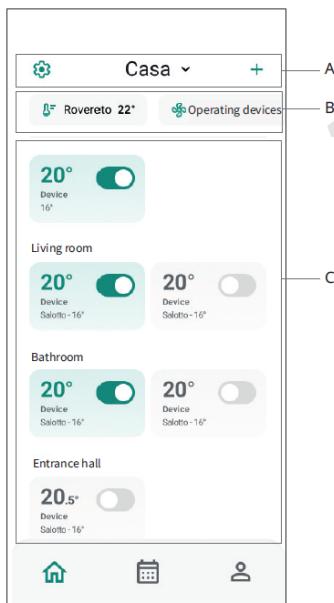 Casa
A
Rovereto 22°
Operating devices
B
20°
Device
16°
Living room
20°
Device
Salotto - 16°
20°
Device
Salotto - 16°
C
Bathroom
20°
Device
Salotto - 16°
20°
Device
Salotto - 16°
Entrance hall
20.5°
Device
Salotto - 16°